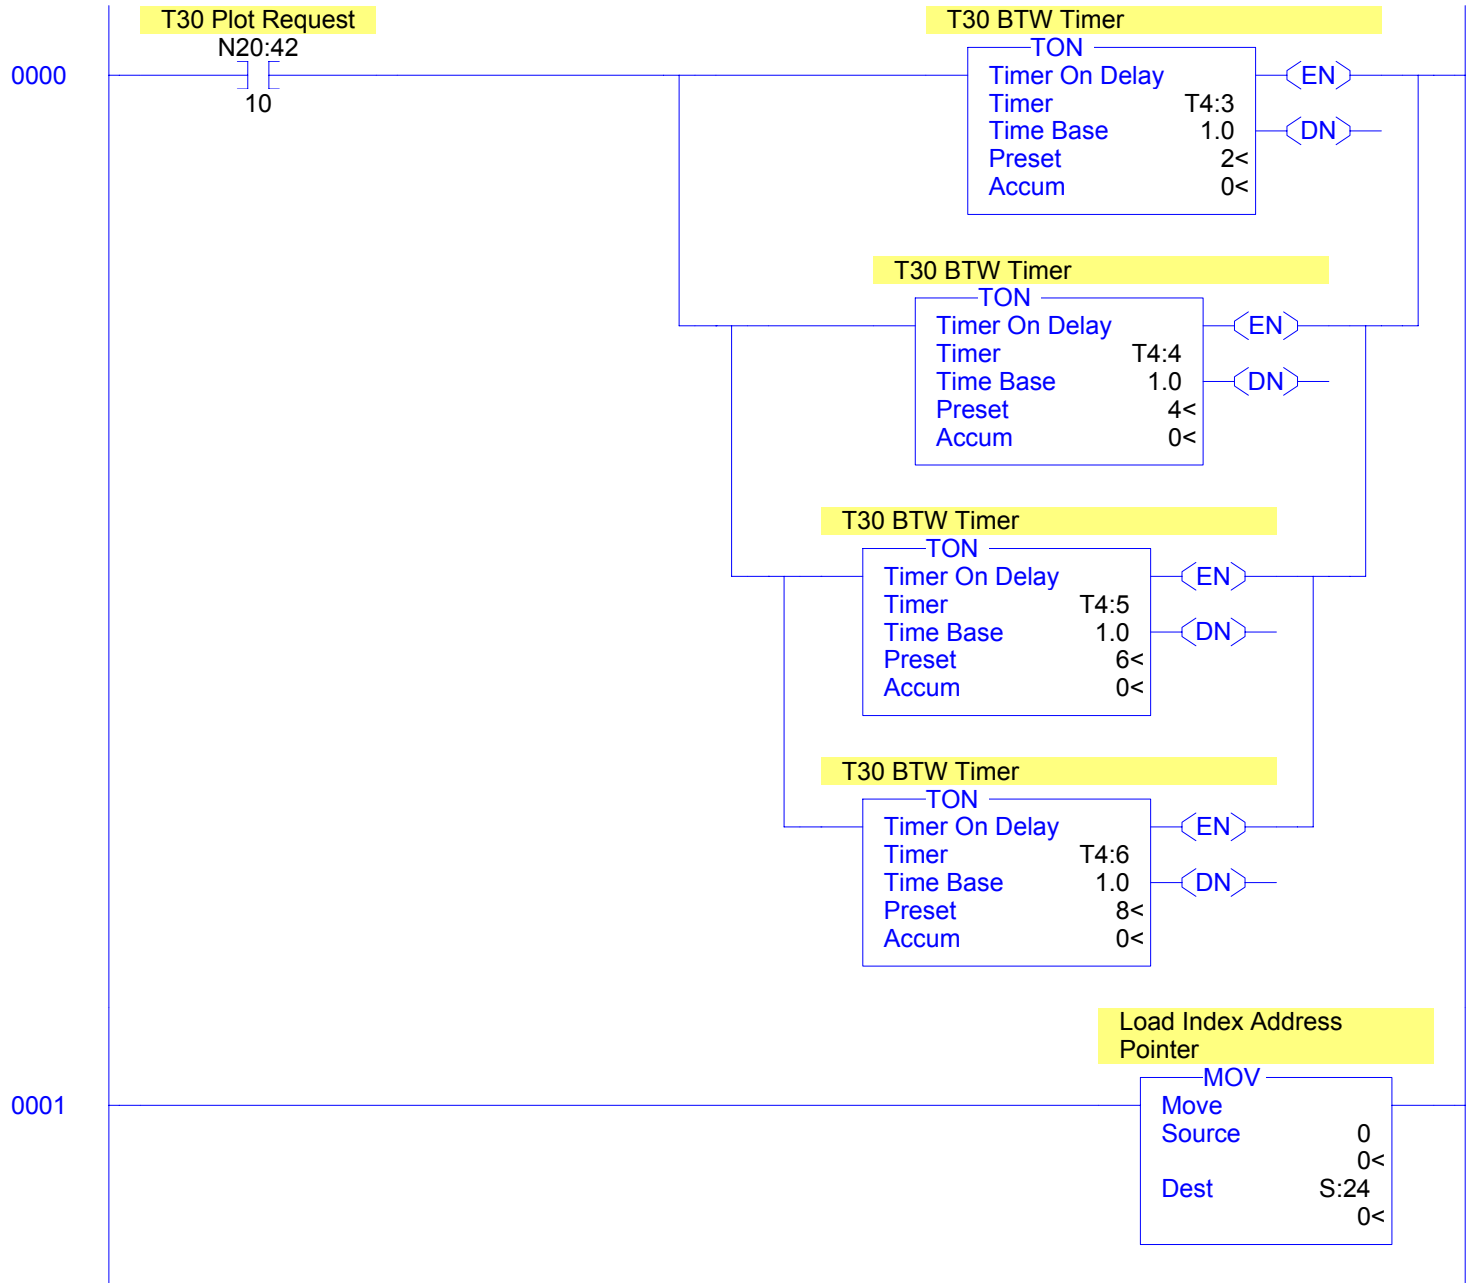 T30 Plot Request
N20:42
10
0000
T30 BTW Timer
TON
Timer On Delay
Timer T4:3
Time Base 1.0
Preset 2<
Accum 0<
EN
DN
T30 BTW Timer
TON
Timer On Delay
Timer T4:4
Time Base 1.0
Preset 4<
Accum 0<
EN
DN
T30 BTW Timer
TON
Timer On Delay
Timer T4:5
Time Base 1.0
Preset 6<
Accum 0<
EN
DN
T30 BTW Timer
TON
Timer On Delay
Timer T4:6
Time Base 1.0
Preset 8<
Accum 0<
EN
DN
0001
Load Index Address
Pointer
MOV
Move
Source 0
0<
Dest S:24
0<